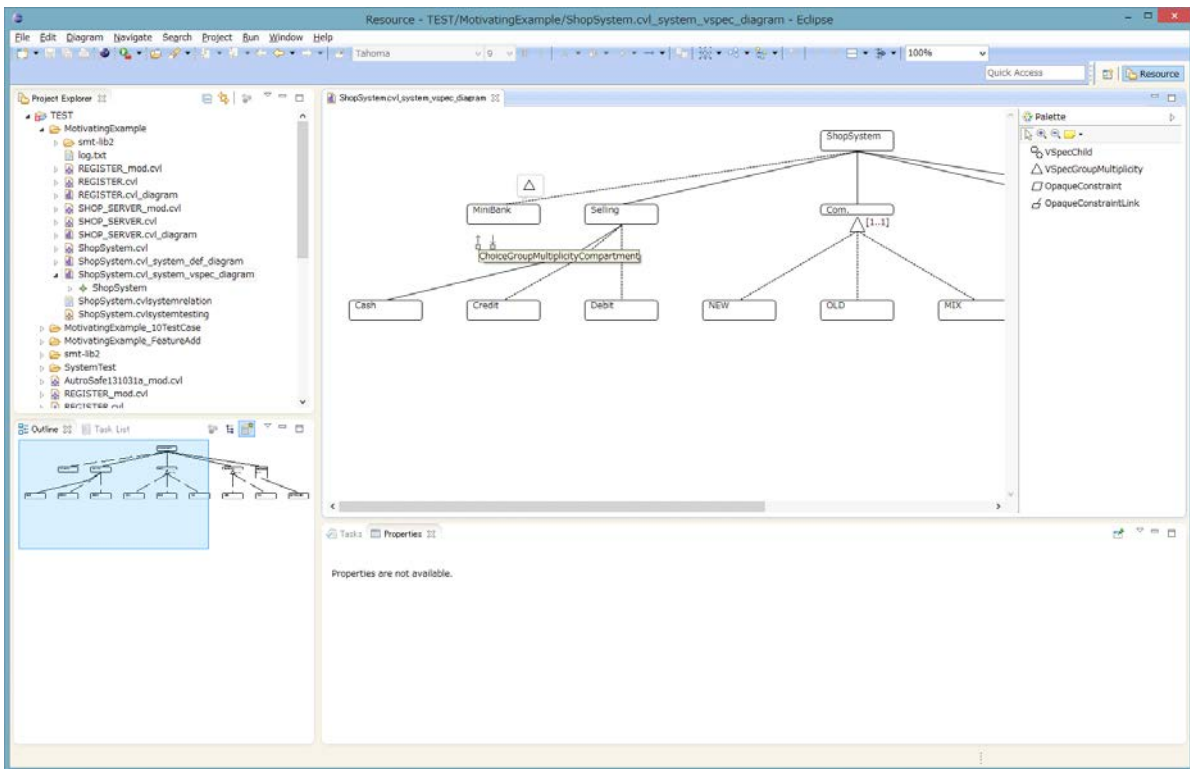 Resource - TEST/MotivatingExample/ShopSystem.cvl_system_vspec_diagram - Eclipse
File Edit Diagram Navigate Search Project Run Window Help
Tahoma 9 100%
Quick Access Resource
Project Explorer
TEST
MotivatingExample
smt-lib2
log.txt
REGISTER_mod.cvl
REGISTER.cvl
REGISTER.cvl_diagram
SHOP_SERVER_mod.cvl
SHOP_SERVER.cvl
SHOP_SERVER.cvl_diagram
ShopSystem.cvl
ShopSystem.cvl_system_def_diagram
ShopSystem.cvl_system_vspec_diagram
ShopSystem
ShopSystem.cvlsystemrelation
ShopSystem.cvlsystemtesting
MotivatingExample_10TestCase
MotivatingExample_FeatureAdd
smt-lib2
SystemTest
AutroSafe131031a_mod.cvl
REGISTER_mod.cvl
REGISTER.cvl
Outline Task List
ShopSystem.cvl_system_vspec_diagram
ShopSystem
MiniBank Selling Com.
[1..1]
ChoiceGroupMultiplicityCompartment
Cash Credit Debit NEW OLD MIX
Palette
VSpecChild
VSpecGroupMultiplicity
OpaqueConstraint
OpaqueConstraintLink
Tasks Properties
Properties are not available.